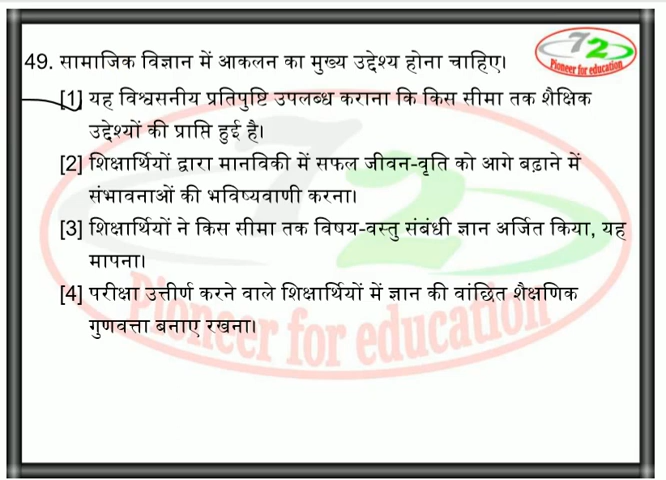 49. सामाजिक विज्ञान में आकलन का मुख्य उद्देश्य होना चाहिए।
72
Pioneer for education
[1] यह विश्वसनीय प्रतिपुष्टि उपलब्ध कराना कि किस सीमा तक शैक्षिक
उद्देश्यों की प्राप्ति हुई है।
[2] शिक्षार्थियों द्वारा मानविकी में सफल जीवन-वृति को आगे बढ़ाने में
संभावनाओं की भविष्यवाणी करना।
[3] शिक्षार्थियों ने किस सीमा तक विषय-वस्तु संबंधी ज्ञान अर्जित किया, यह
मापना।
[4] परीक्षा उत्तीर्ण करने वाले शिक्षार्थियों में ज्ञान की वांछित शैक्षणिक
गुणवत्ता बनाए रखना।
72
Pioneer for education